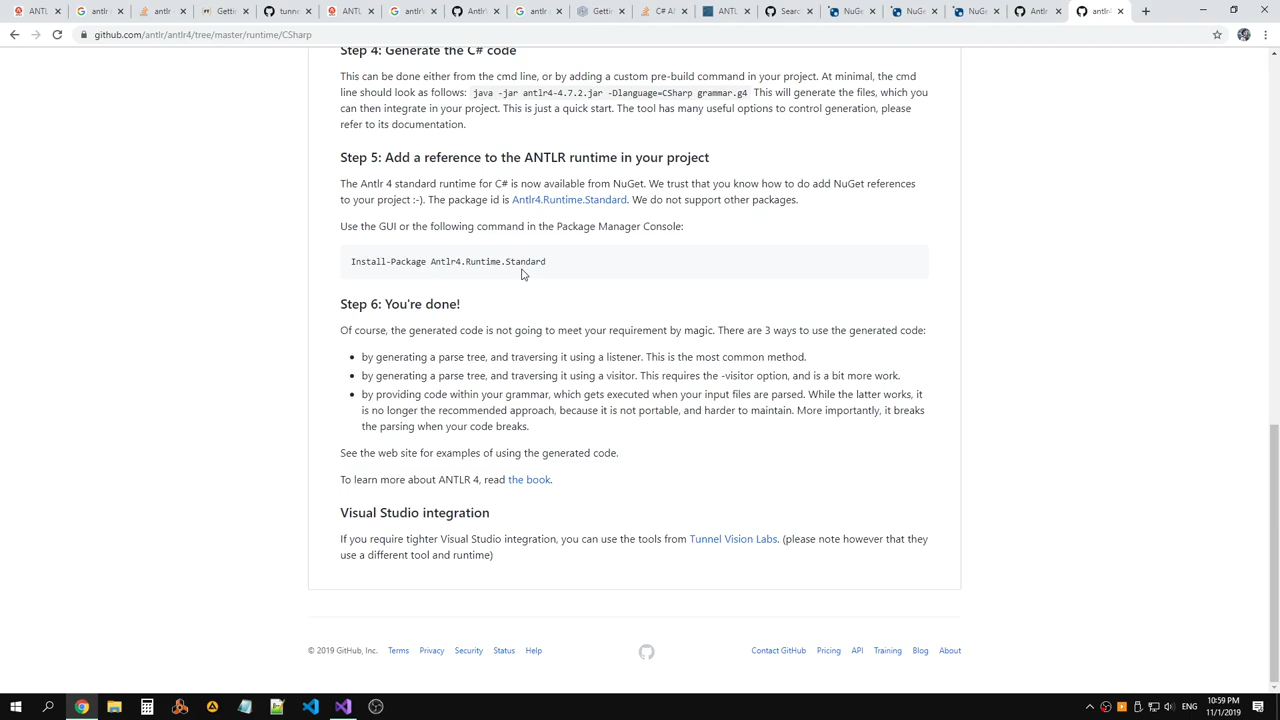 ANTL
antlr
antlr
Gettin
tunne
ANTL
antlr
Antlr\
antlr
Gettin
C# A
ANTL
Searc
NuGe
NuGe
NuGe
Antlr
antlr
github.com/antlr/antlr4/tree/master/runtime/CSharp
Step 4: Generate the C# code
This can be done either from the cmd line, or by adding a custom pre-build command in your project. At minimal, the cmd
line should look as follows: java -jar antlr4-4.7.2.jar -Dlanguage=CSharp grammar.g4 This will generate the files, which you
can then integrate in your project. This is just a quick start. The tool has many useful options to control generation, please
refer to its documentation.
Step 5: Add a reference to the ANTLR runtime in your project
The Antlr 4 standard runtime for C# is now available from NuGet. We trust that you know how to do add NuGet references
to your project :-). The package id is Antlr4.Runtime.Standard. We do not support other packages.
Use the GUI or the following command in the Package Manager Console:
Install-Package Antlr4.Runtime.Standard
Step 6: You're done!
Of course, the generated code is not going to meet your requirement by magic. There are 3 ways to use the generated code:
• by generating a parse tree, and traversing it using a listener. This is the most common method.
• by generating a parse tree, and traversing it using a visitor. This requires the -visitor option, and is a bit more work.
• by providing code within your grammar, which gets executed when your input files are parsed. While the latter works, it
is no longer the recommended approach, because it is not portable, and harder to maintain. More importantly, it breaks
the parsing when your code breaks.
See the web site for examples of using the generated code.
To learn more about ANTLR 4, read the book.
Visual Studio integration
If you require tighter Visual Studio integration, you can use the tools from Tunnel Vision Labs. (please note however that they
use a different tool and runtime)
© 2019 GitHub, Inc. Terms Privacy Security Status Help Contact GitHub Pricing API Training Blog About
ENG
10:59 PM
11/1/2019